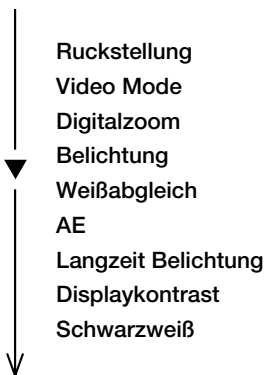 Ruckstellung
Video Mode
Digitalzoom
Belichtung
Weißabgleich
AE
Langzeit Belichtung
Displaykontrast
Schwarzweiß